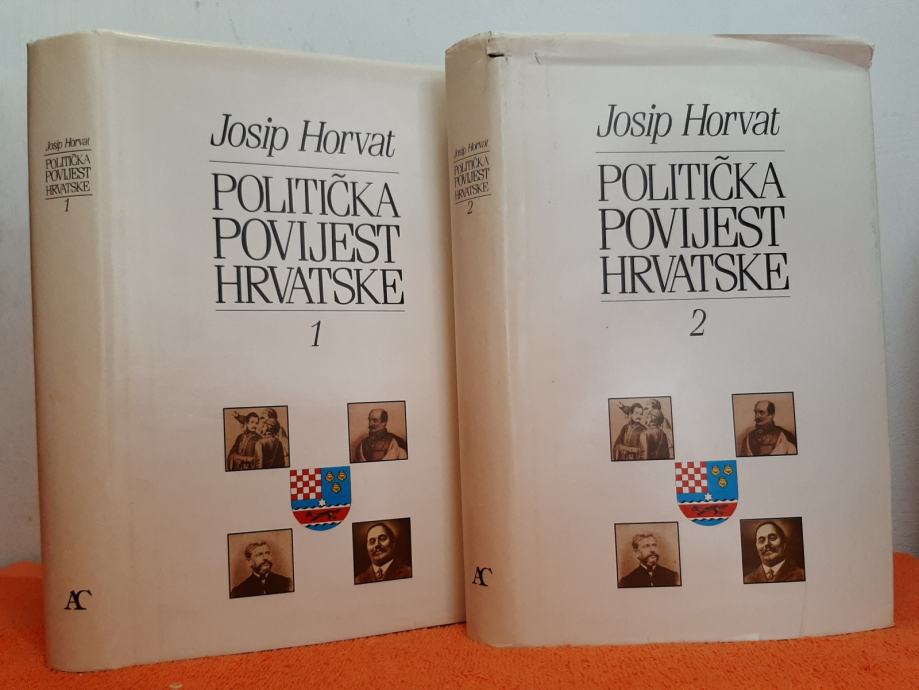 Josip Horvat
POLITIČKA
POVIJEST
HRVATSKE
1
AC
Josip Horvat
POLITIČKA
POVIJEST
HRVATSKE
1
Josip Horvat
POLITIČKA
POVIJEST
HRVATSKE
2
AC
Josip Horvat
POLITIČKA
POVIJEST
HRVATSKE
2